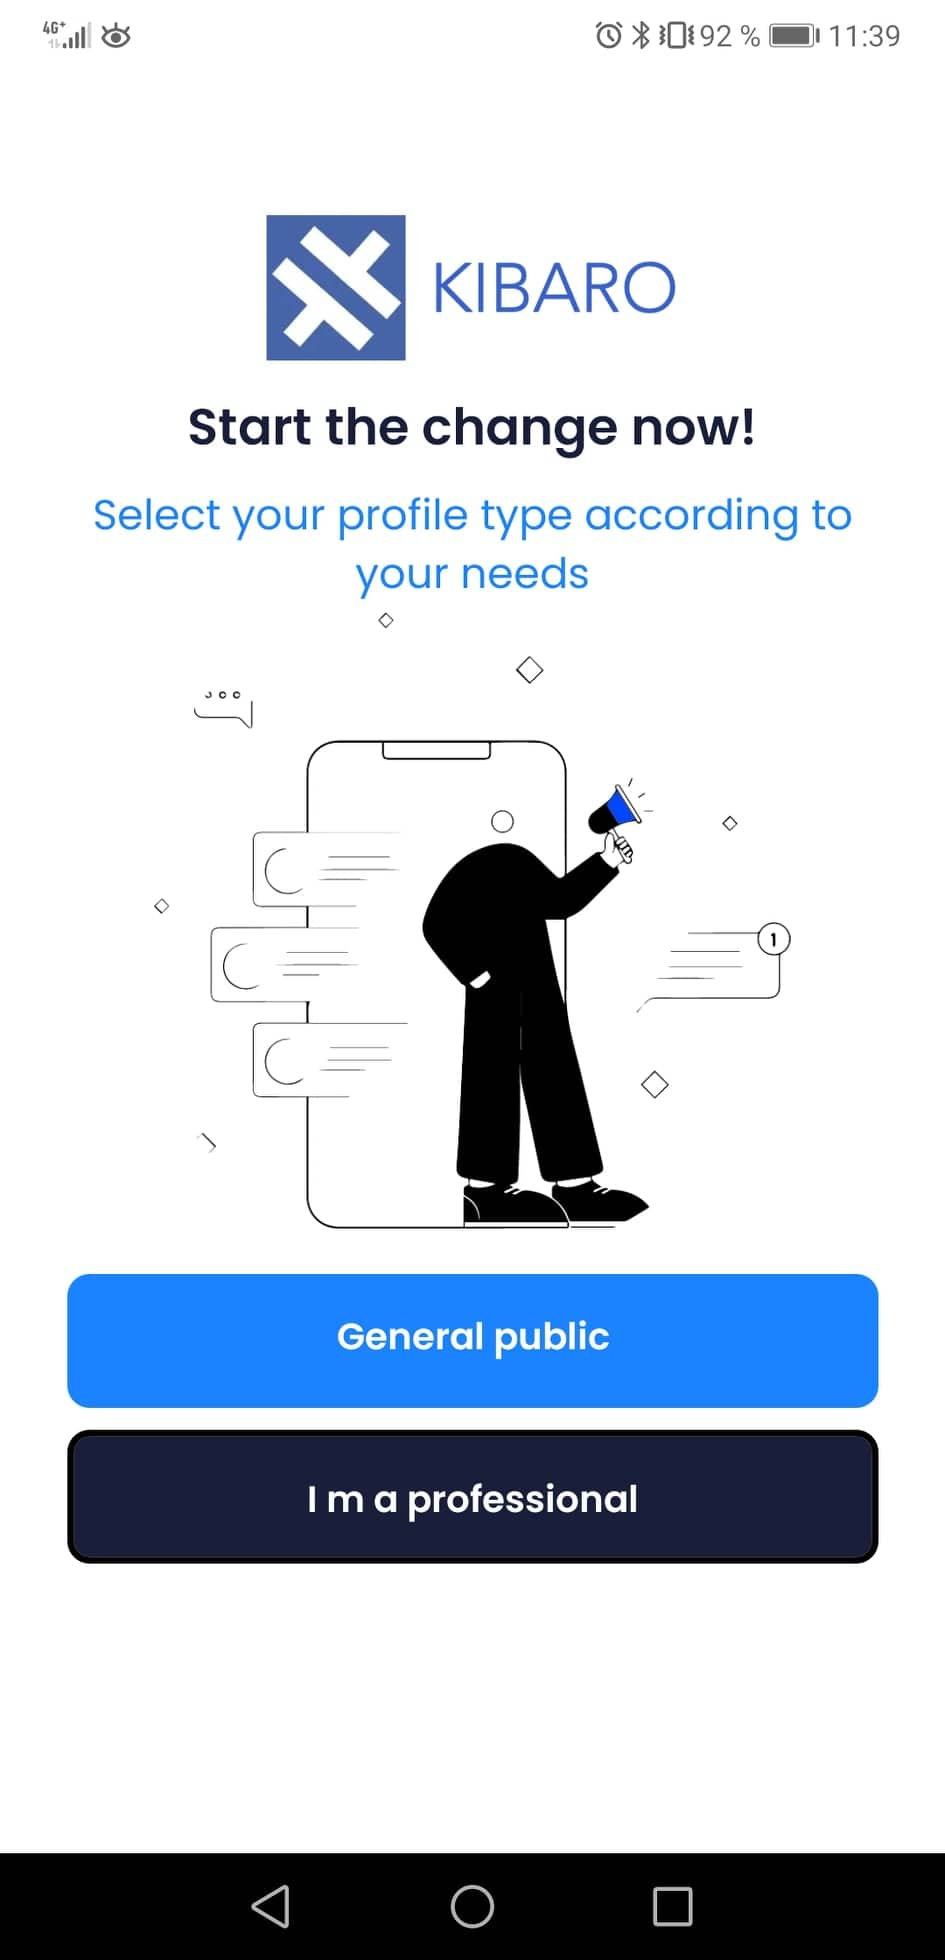 4G+
92 % 11:39
KIBARO
Start the change now!
Select your profile type according to
your needs
1
General public
I m a professional